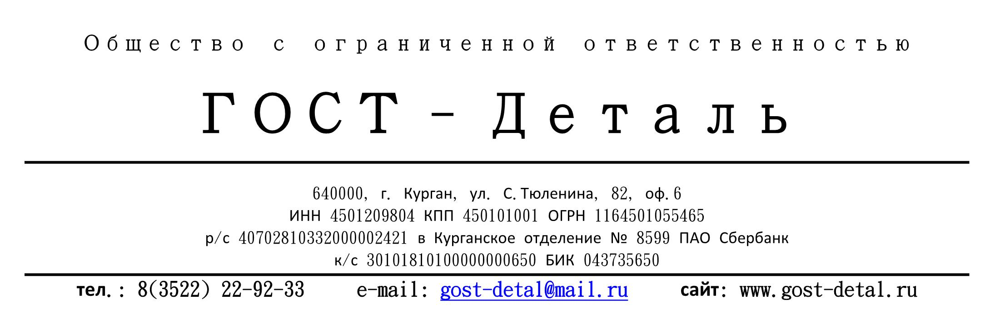 Общество с ограниченной ответственностью
ГОСТ-Деталь
640000, г. Курган, ул. С.Тюленина, 82, оф.6
ИНН 4501209804 КПП 450101001 ОГРН 1164501055465
р/с 40702810332000002421 в Курганское отделение № 8599 ПАО Сбербанк
к/с 30101810100000000650 БИК 043735650
тел.: 8(3522) 22-92-33 e-mail: gost-detal@mail.ru сайт: www.gost-detal.ru